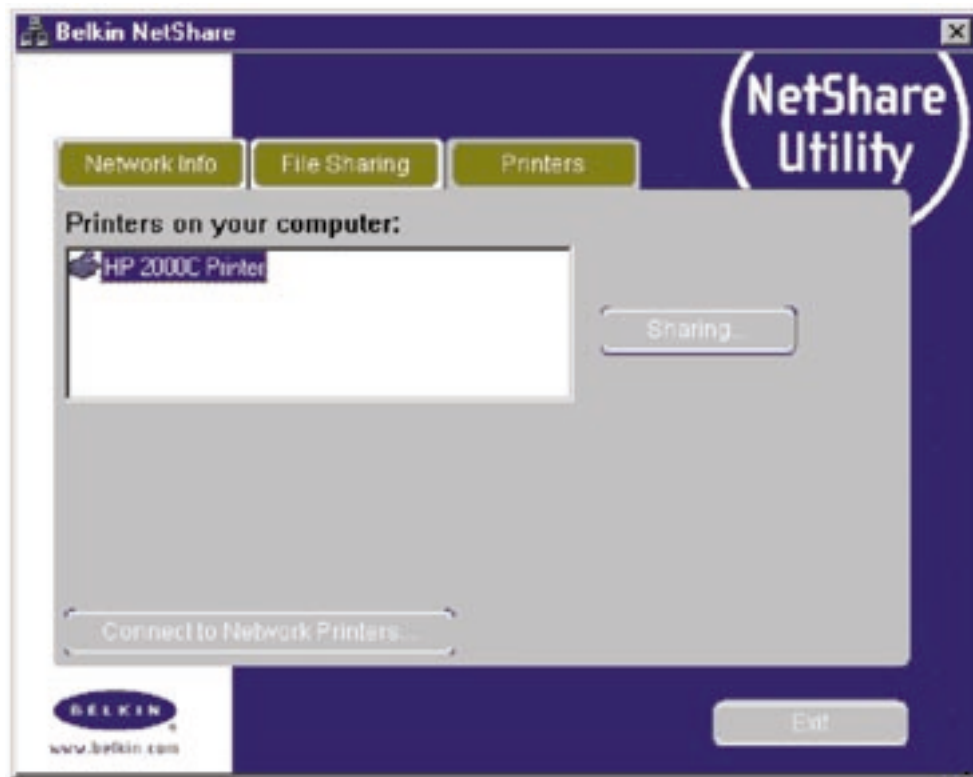 Belkin NetShare
NetShare
Utility
Network Info
File Sharing
Printers
Printers on your computer:
HP 2000C Printer
Sharing...
Connect to Network Printers...
BELKIN
www.belkin.com
Exit